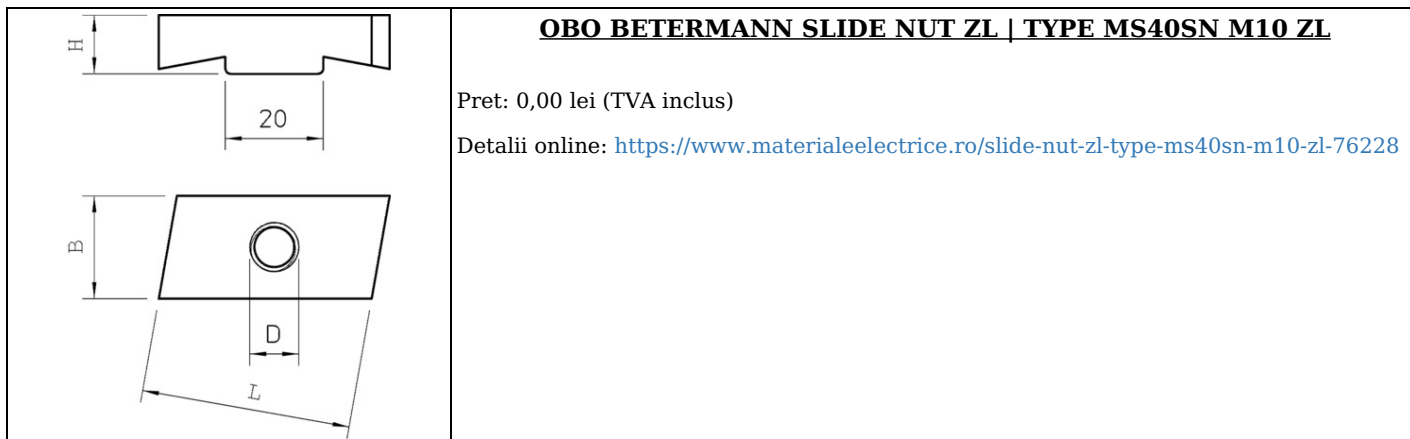 H
20
B
D
L
OBO BETERMANN SLIDE NUT ZL | TYPE MS40SN M10 ZL
Pret: 0,00 lei (TVA inclus)
Detalii online: https://www.materialeelectrice.ro/slide-nut-zl-type-ms40sn-m10-zl-76228